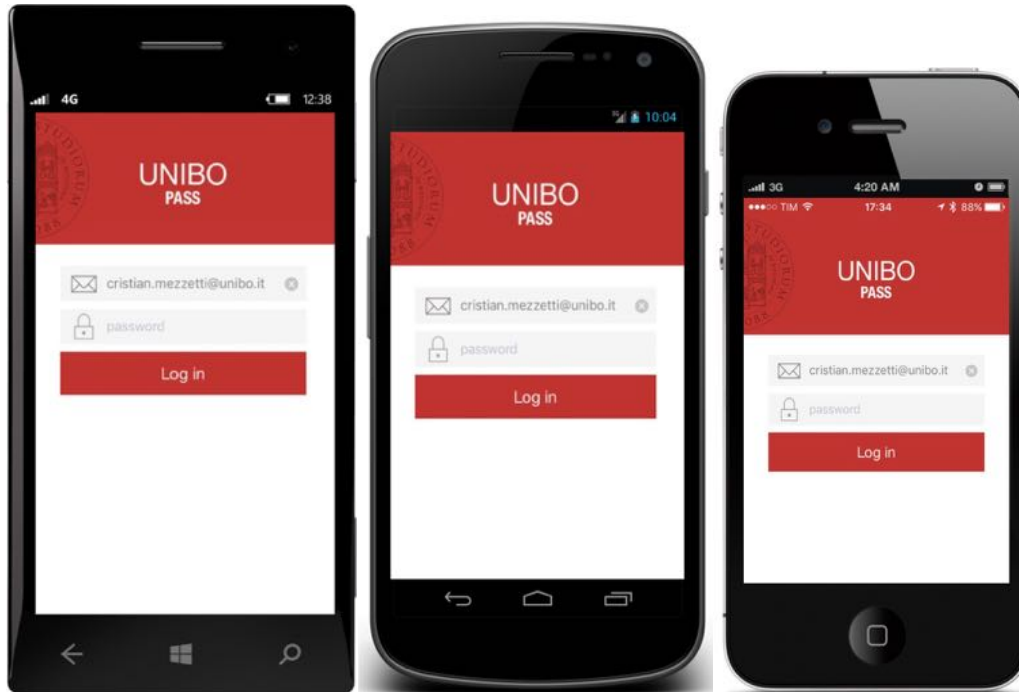 4G 12:38
UNIBO
PASS
cristian.mezzetti@unibo.it
password
Log in
3G 10:04
UNIBO
PASS
cristian.mezzetti@unibo.it
password
Log in
3G 4:20 AM
TIM 17:34 88%
UNIBO
PASS
cristian.mezzetti@unibo.it
password
Log in